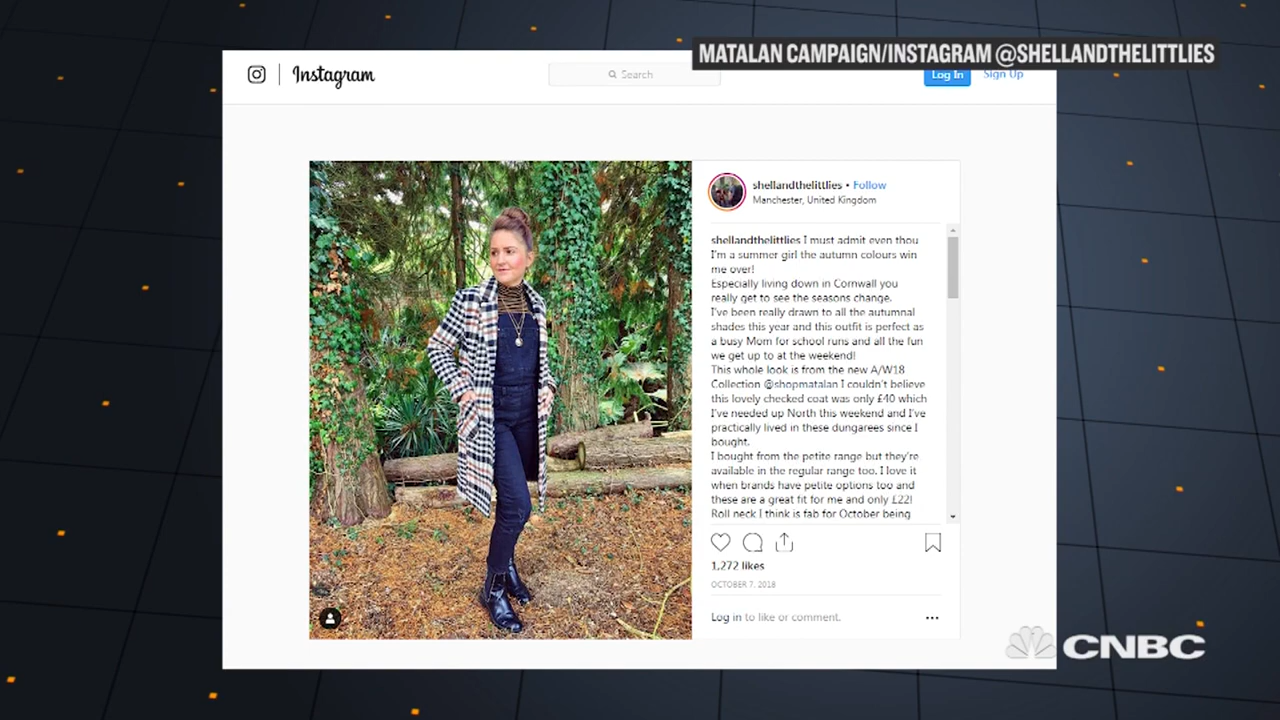 MATALAN CAMPAIGN/INSTAGRAM @SHELLANDTHELITTLIES
Instagram
Search
Log In
Sign Up
shellandthelittlies • Follow
Manchester, United Kingdom
shellandthelittlies I must admit even thou
I'm a summer girl the autumn colours win
me over!
Especially living down in Cornwall you
really get to see the seasons change.
I've been really drawn to all the autumnal
shades this year and this outfit is perfect as
a busy Mom for school runs and all the fun
we get up to at the weekend!
This whole look is from the new A/W18
Collection @shopmatalan I couldn't believe
this lovely checked coat was only £40 which
I've needed up North this weekend and I've
practically lived in these dungarees since I
bought.
I bought from the petite range but they're
available in the regular range too. I love it
when brands have petite options too and
these are a great fit for me and only £22!
Roll neck I think is fab for October being
1,272 likes
OCTOBER 7, 2018
Log in to like or comment.
CNBC